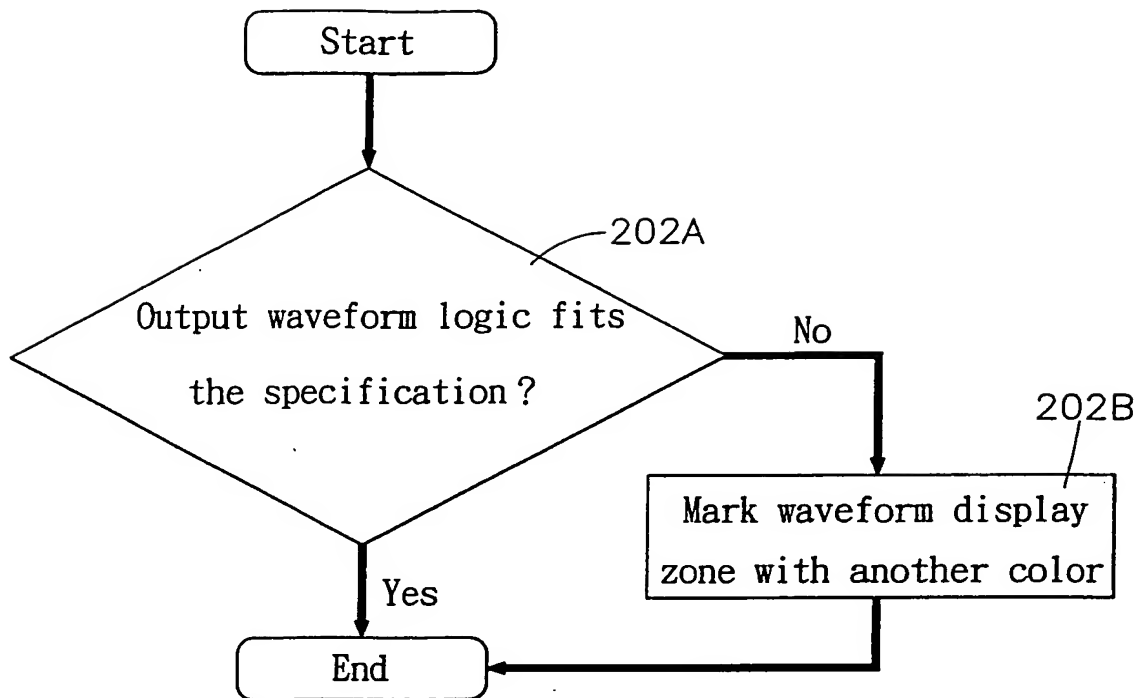 Start
202A
Output waveform logic fits
the specification?
No
202B
Mark waveform display
zone with another color
Yes
End